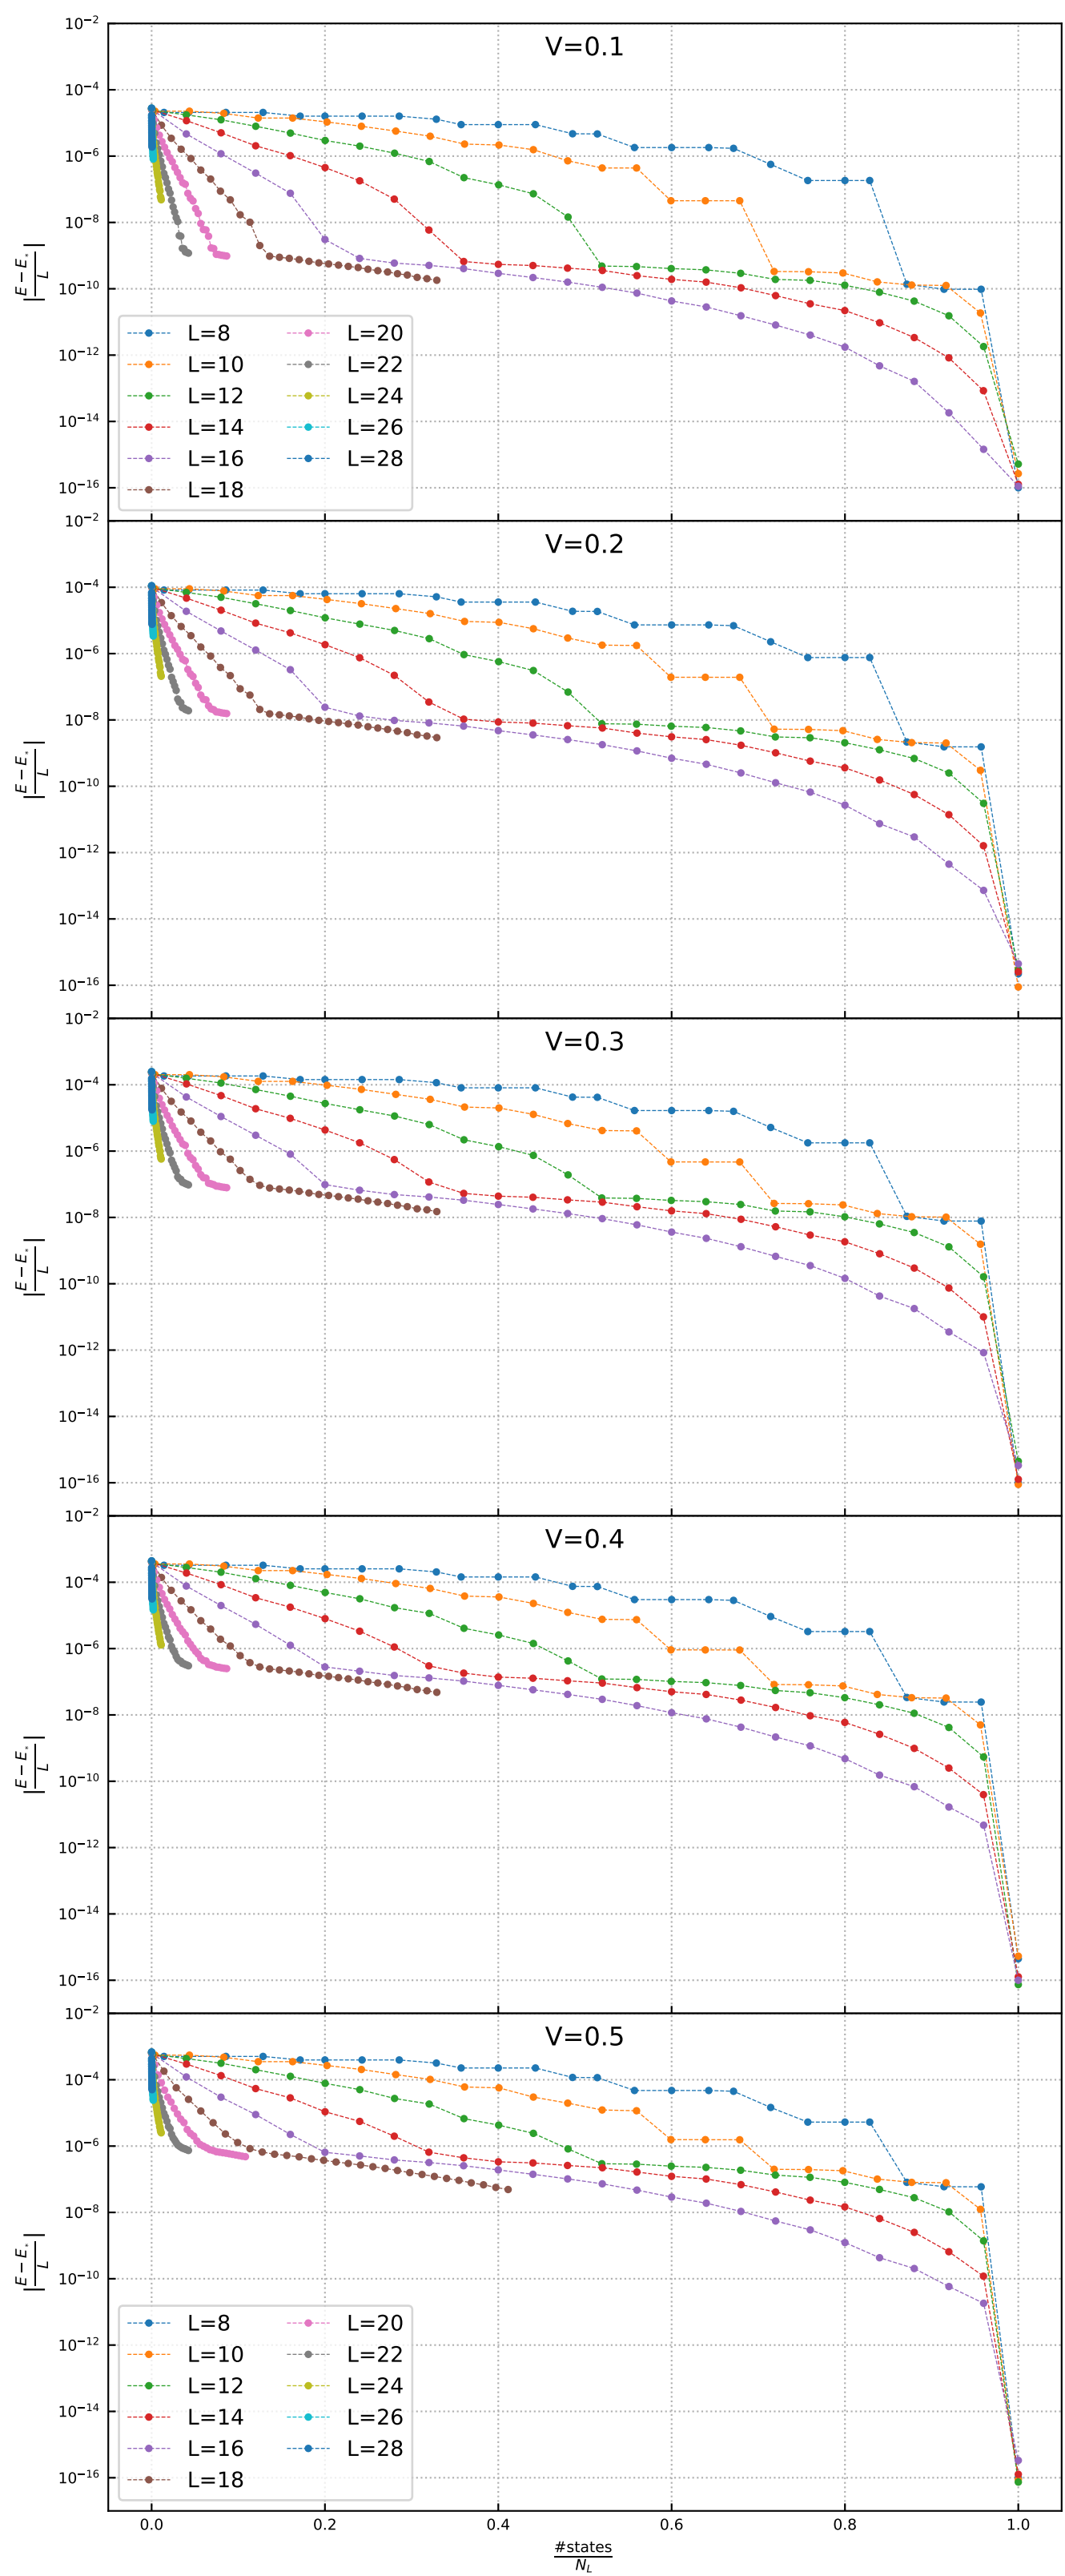 V=0.1
10⁻²
10⁻⁴
10⁻⁶
10⁻⁸
10⁻¹⁰
10⁻¹²
10⁻¹⁴
10⁻¹⁶
|E − E* / L|
L=8
L=10
L=12
L=14
L=16
L=18
L=20
L=22
L=24
L=26
L=28
V=0.2
10⁻²
10⁻⁴
10⁻⁶
10⁻⁸
10⁻¹⁰
10⁻¹²
10⁻¹⁴
10⁻¹⁶
|E − E* / L|
V=0.3
10⁻²
10⁻⁴
10⁻⁶
10⁻⁸
10⁻¹⁰
10⁻¹²
10⁻¹⁴
10⁻¹⁶
|E − E* / L|
V=0.4
10⁻²
10⁻⁴
10⁻⁶
10⁻⁸
10⁻¹⁰
10⁻¹²
10⁻¹⁴
10⁻¹⁶
|E − E* / L|
V=0.5
10⁻²
10⁻⁴
10⁻⁶
10⁻⁸
10⁻¹⁰
10⁻¹²
10⁻¹⁴
10⁻¹⁶
|E − E* / L|
L=8
L=10
L=12
L=14
L=16
L=18
L=20
L=22
L=24
L=26
L=28
0.0 0.2 0.4 0.6 0.8 1.0
#states
N_L